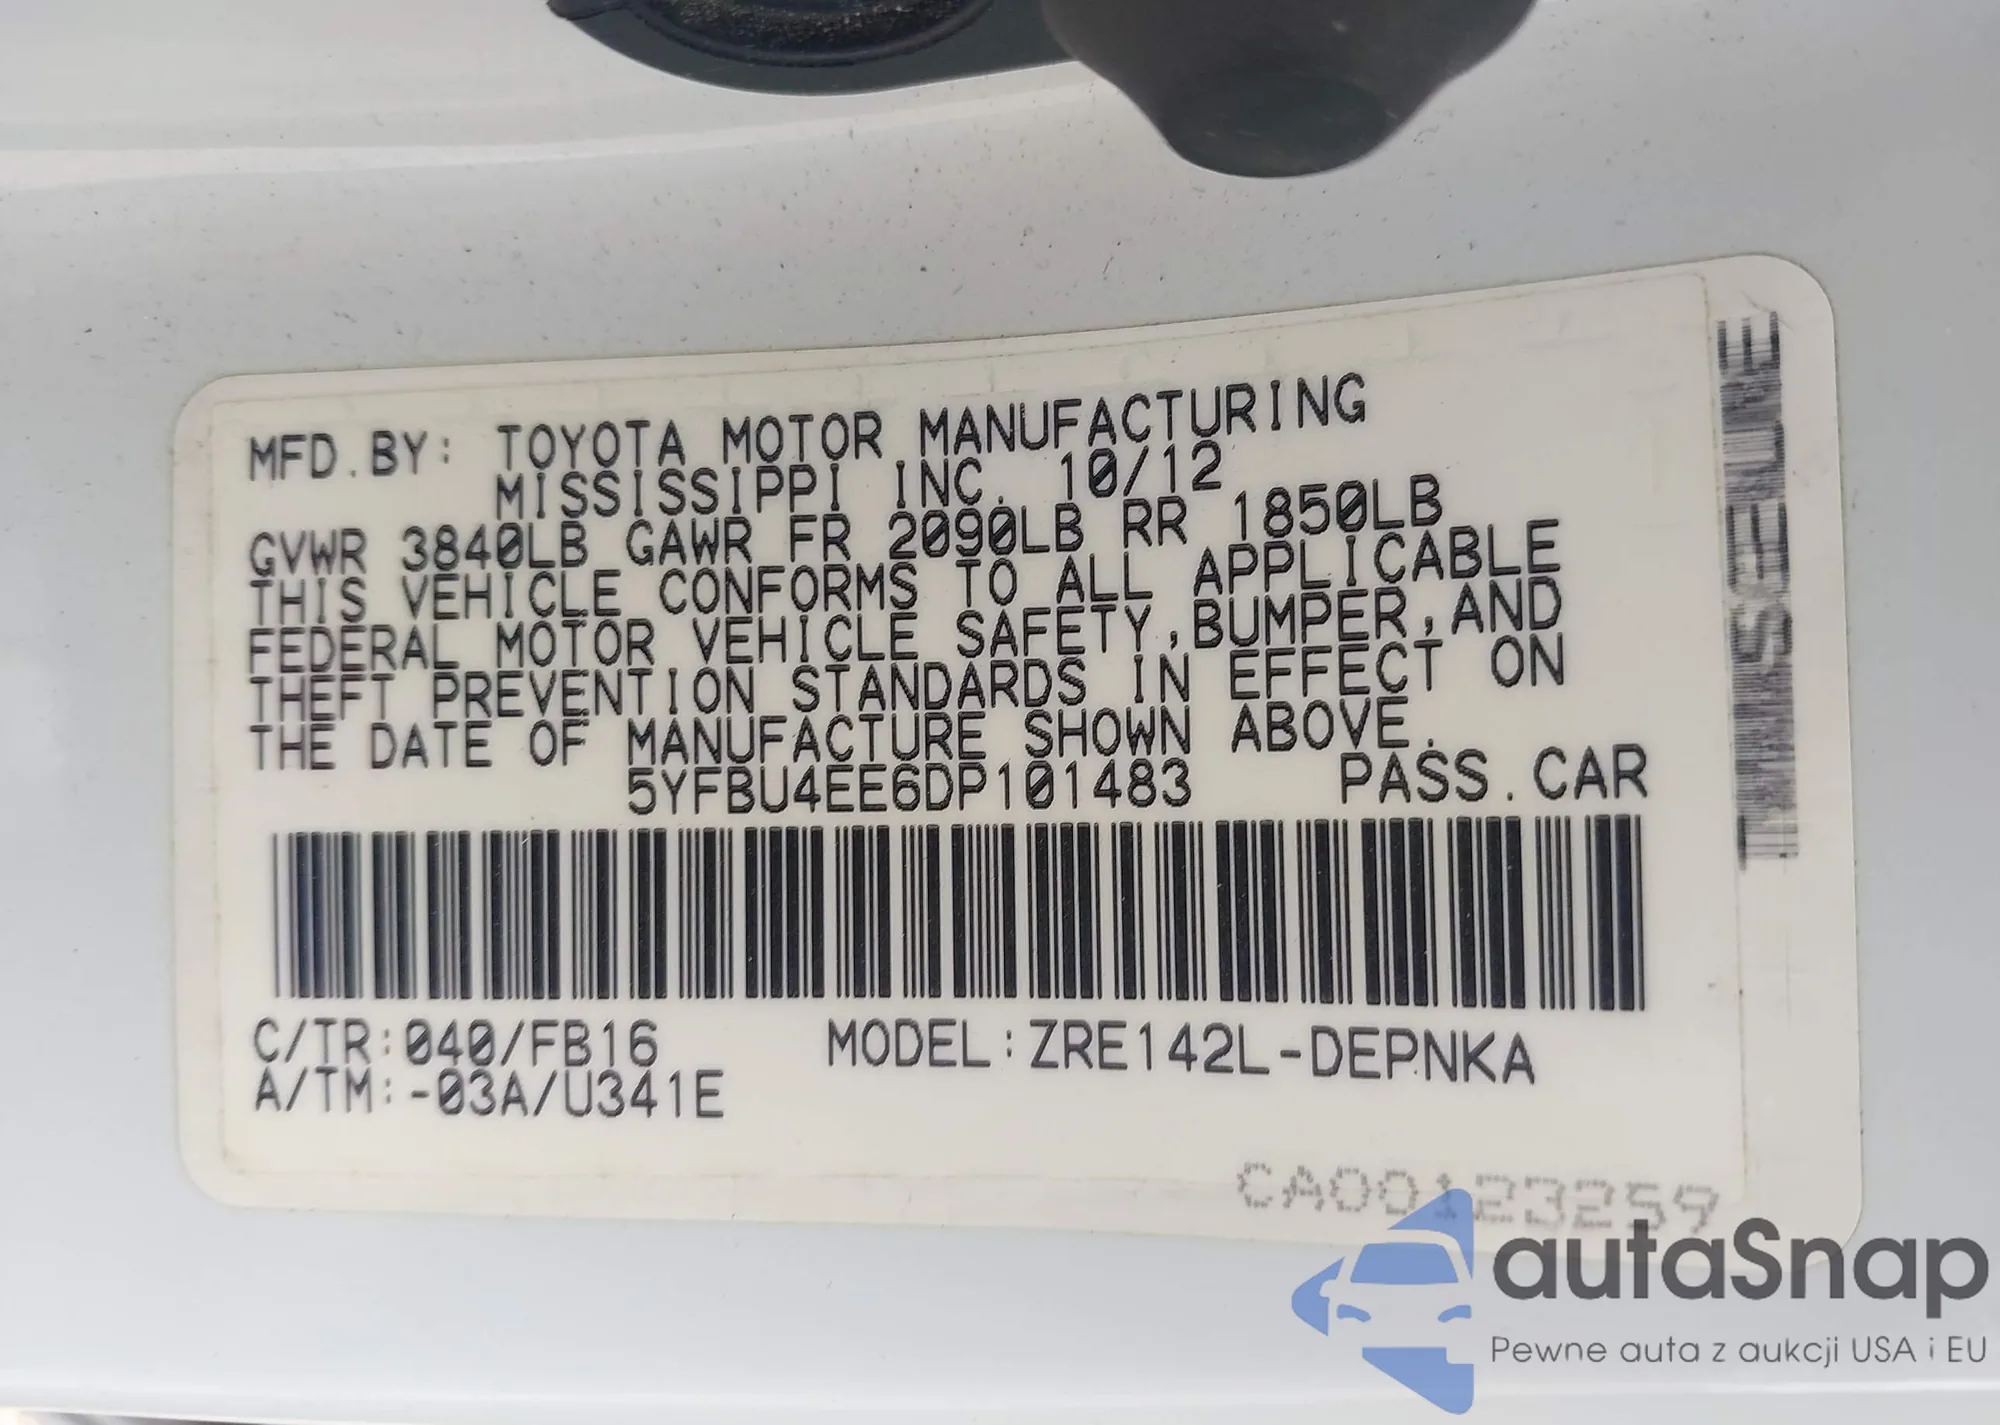 MFD.BY: TOYOTA MOTOR MANUFACTURING
MISSISSIPPI INC. 10/12
GVWR 3840LB GAWR FR 2090LB RR 1850LB
THIS VEHICLE CONFORMS TO ALL APPLICABLE
FEDERAL MOTOR VEHICLE SAFETY,BUMPER,AND
THEFT PREVENTION STANDARDS IN EFFECT ON
THE DATE OF MANUFACTURE SHOWN ABOVE.
5YFBU4EE6DP101483 PASS.CAR
C/TR:040/FB16 MODEL:ZRE142L-DEPNKA
A/TM:-03A/U341E
CA00123259
autaSnap
Pewne auta z aukcji USA i EU